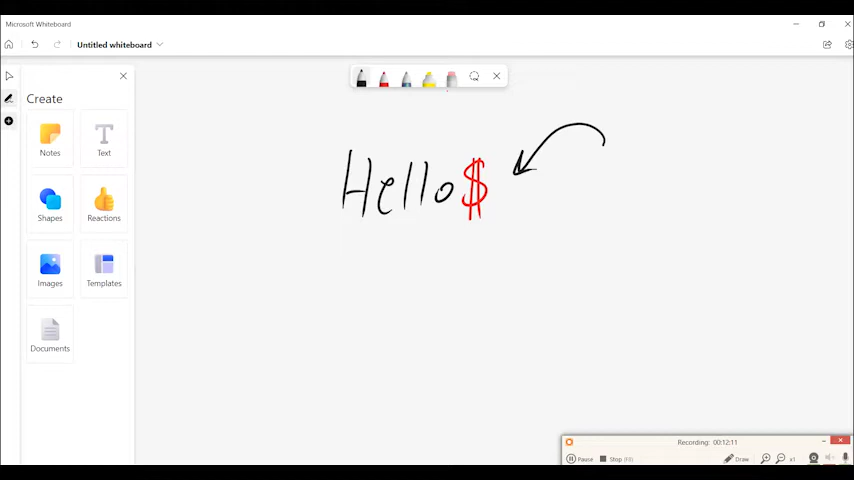 Microsoft Whiteboard
Untitled whiteboard
Create
Notes
Text
Shapes
Reactions
Images
Templates
Documents
Hello$
Recording: 00:12:11
Pause
Stop (F8)
Draw
x1